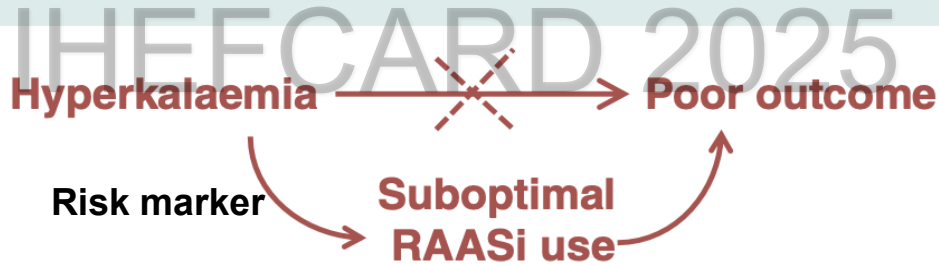 IHEFCARD 2025
Hyperkalaemia Poor outcome
Risk marker
Suboptimal
RAASi use